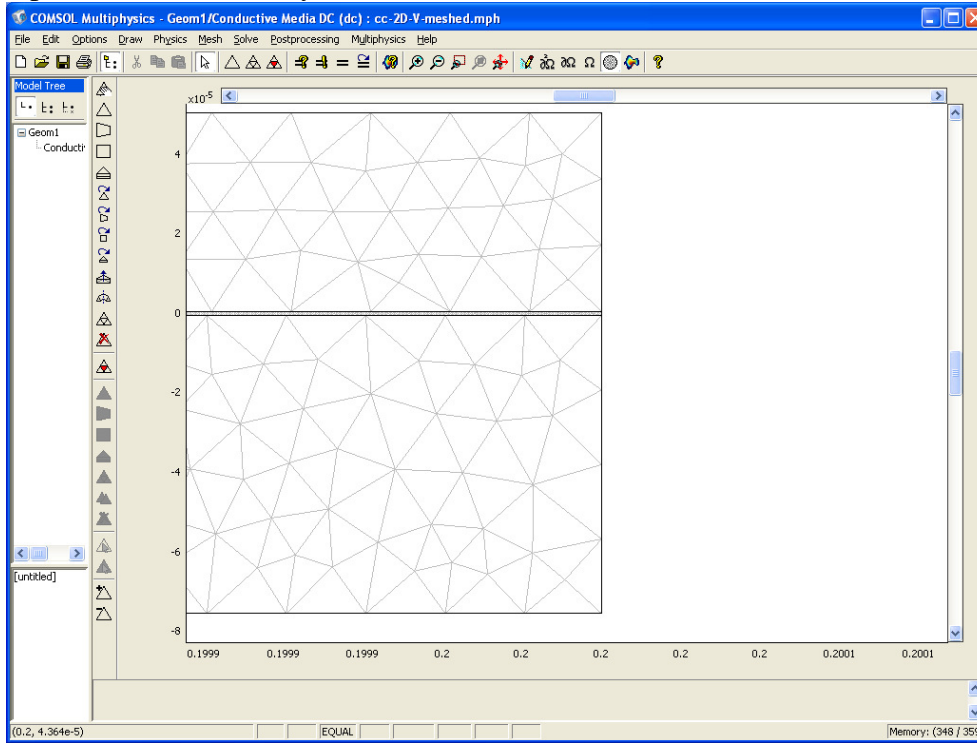 COMSOL Multiphysics - Geom1/Conductive Media DC (dc) : cc-2D-V-meshed.mph
File Edit Options Draw Physics Mesh Solve Postprocessing Multiphysics Help
Model Tree
Geom1
Conducti
[untitled]
×10⁻⁵
4
2
0
-2
-4
-6
-8
0.1999 0.1999 0.1999 0.2 0.2 0.2 0.2 0.2 0.2001 0.2001
(0.2, 4.364e-5) EQUAL Memory: (348 / 359